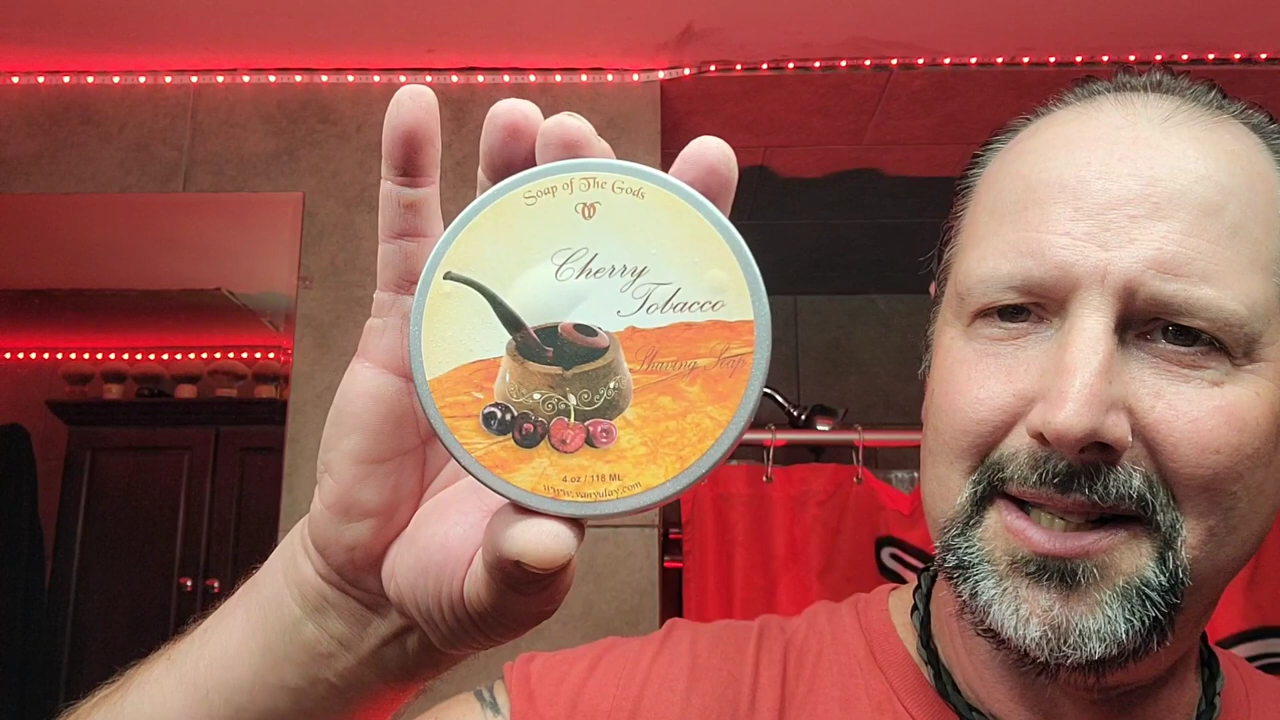 Soap of The Gods
Cherry
Tobacco
Shaving Soap
4 oz / 118 ML
www.vanyulay.com